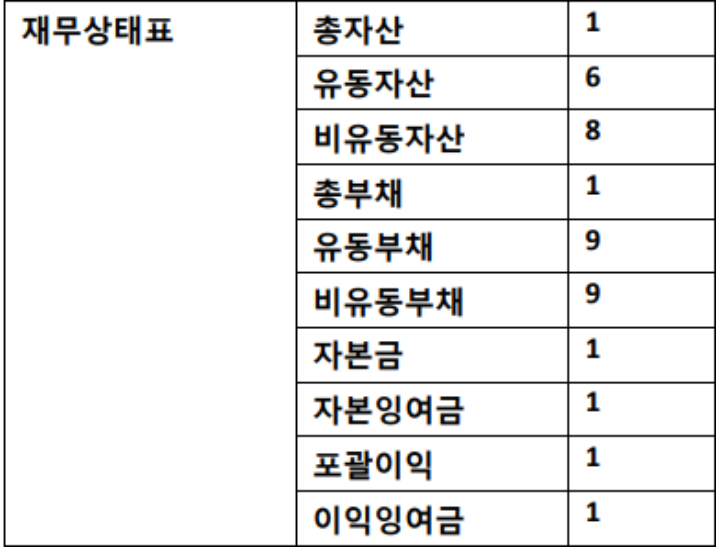 재무상태표 총자산 1
유동자산 6
비유동자산 8
총부채 1
유동부채 9
비유동부채 9
자본금 1
자본잉여금 1
포괄이익 1
이익잉여금 1